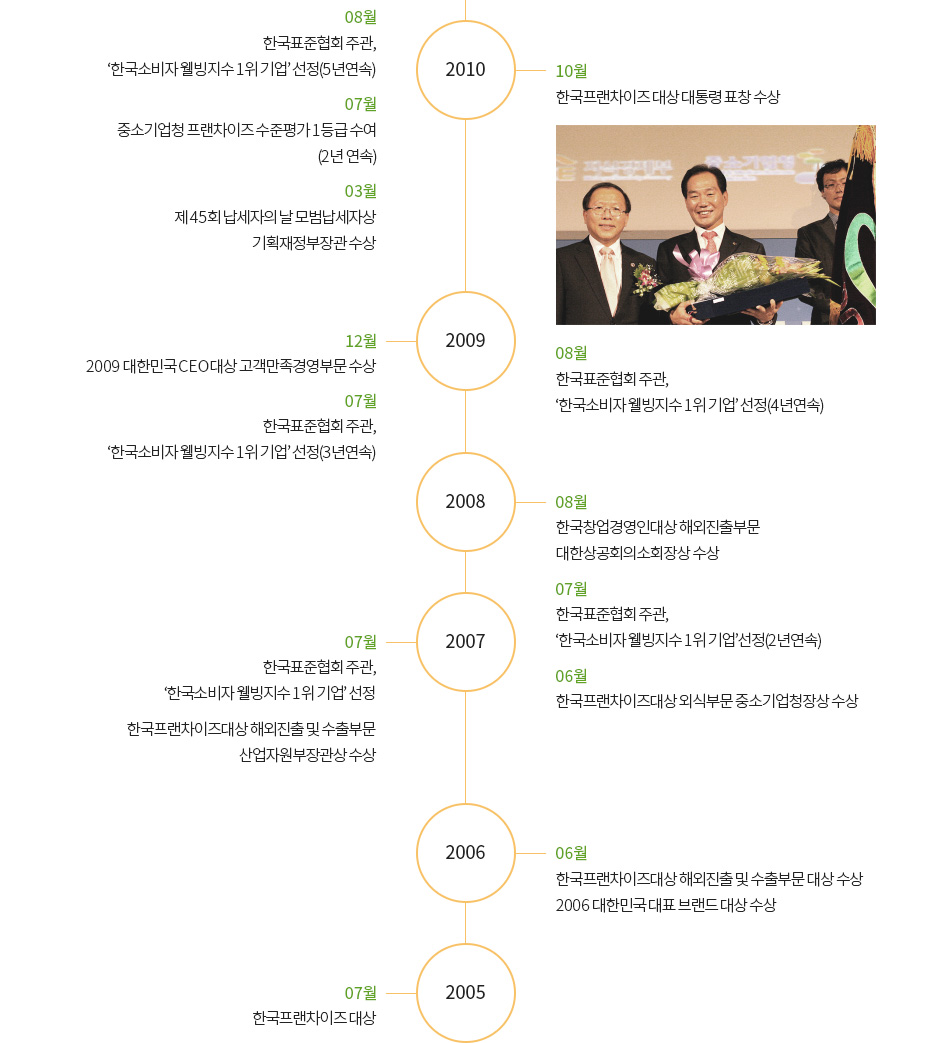 08월
한국표준협회 주관,
‘한국소비자 웰빙지수 1위 기업’ 선정(5년연속)
07월
중소기업청 프랜차이즈 수준평가 1등급 수여
(2년 연속)
03월
제45회 납세자의 날 모범납세자상
기획재정부장관 수상
2010
10월
한국프랜차이즈 대상 대통령 표창 수상
08월
한국표준협회 주관,
‘한국소비자 웰빙지수 1위 기업’ 선정(4년연속)
2009
12월
2009 대한민국 CEO대상 고객만족경영부문 수상
07월
한국표준협회 주관,
‘한국소비자 웰빙지수 1위 기업’ 선정(3년연속)
2008
08월
한국창업경영인대상 해외진출부문
대한상공회의소회장상 수상
07월
한국표준협회 주관,
‘한국소비자 웰빙지수 1위 기업’선정(2년연속)
06월
한국프랜차이즈대상 외식부문 중소기업청장상 수상
2007
07월
한국표준협회 주관,
‘한국소비자 웰빙지수 1위 기업’ 선정
한국프랜차이즈대상 해외진출 및 수출부문
산업자원부장관상 수상
2006
06월
한국프랜차이즈대상 해외진출 및 수출부문 대상 수상
2006 대한민국 대표 브랜드 대상 수상
2005
07월
한국프랜차이즈 대상